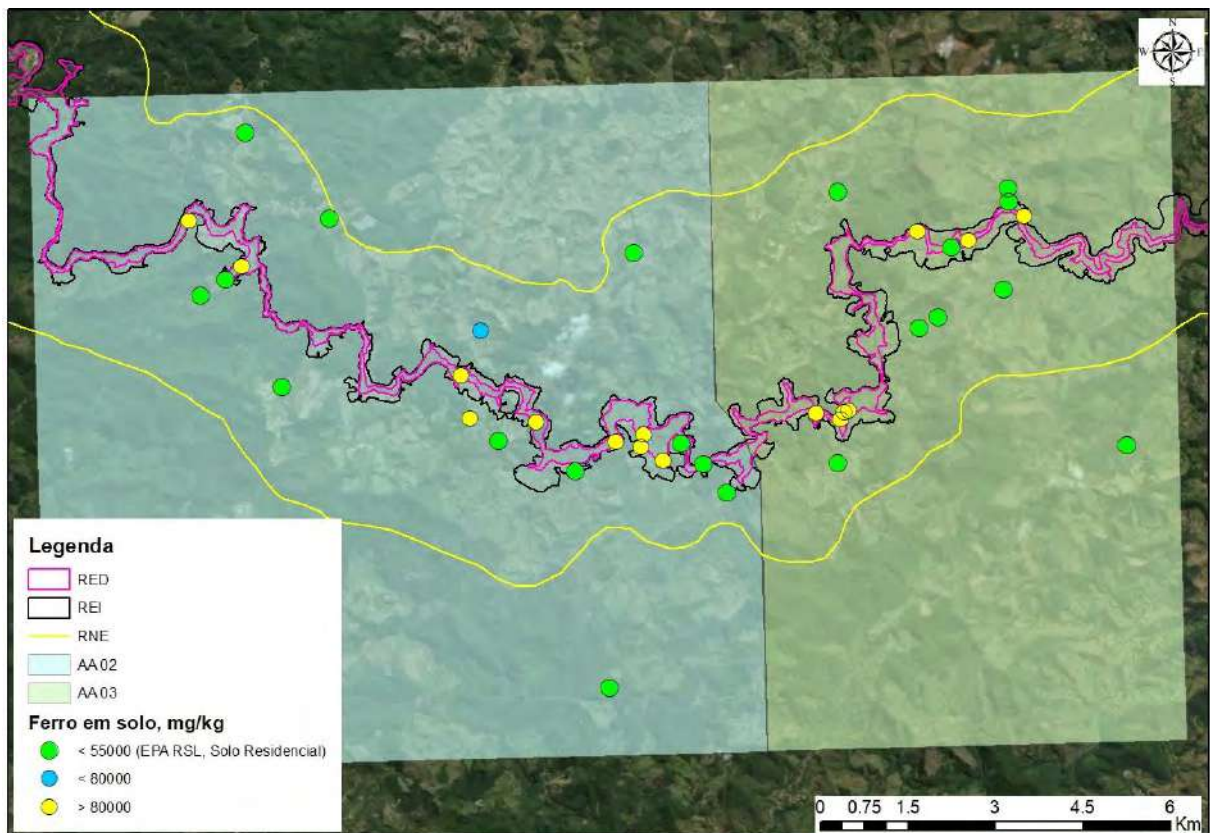 N
W E
S
Legenda
RED
REI
RNE
AA 02
AA 03
Ferro em solo, mg/kg
< 55000 (EPA RSL, Solo Residencial)
< 80000
> 80000
0 0.75 1.5 3 4.5 6
Km